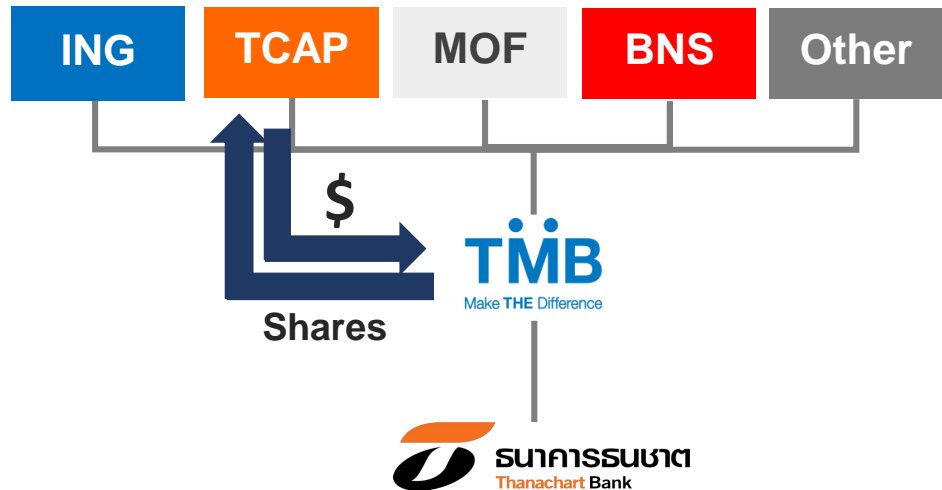 ING
TCAP
MOF
BNS
Other
$
TMB
Make THE Difference
Shares
ธนาคารธนชาต
Thanachart Bank